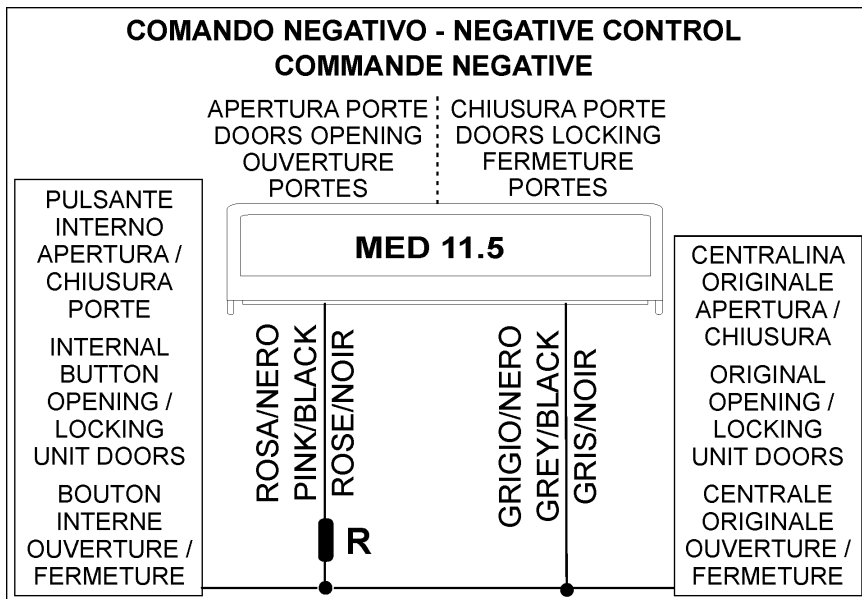 COMANDO NEGATIVO - NEGATIVE CONTROL
COMMANDE NEGATIVE
APERTURA PORTE
DOORS OPENING
OUVERTURE
PORTES
CHIUSURA PORTE
DOORS LOCKING
FERMETURE
PORTES
PULSANTE
INTERNO
APERTURA /
CHIUSURA
PORTE
INTERNAL
BUTTON
OPENING /
LOCKING
UNIT DOORS
BOUTON
INTERNE
OUVERTURE /
FERMETURE
MED 11.5
ROSA/NERO
PINK/BLACK
ROSE/NOIR
R
GRIGIO/NERO
GREY/BLACK
GRIS/NOIR
CENTRALINA
ORIGINALE
APERTURA /
CHIUSURA
ORIGINAL
OPENING /
LOCKING
UNIT DOORS
CENTRALE
ORIGINALE
OUVERTURE /
FERMETURE